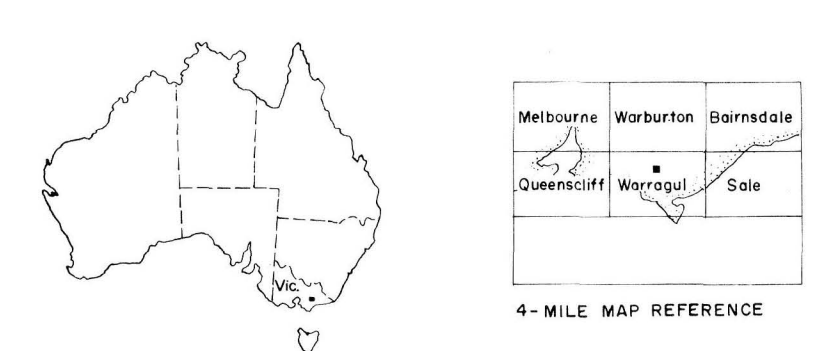 Melbourne Warburton Bairnsdale
Queenscliff Warragul Sale
Vic.
4-MILE MAP REFERENCE